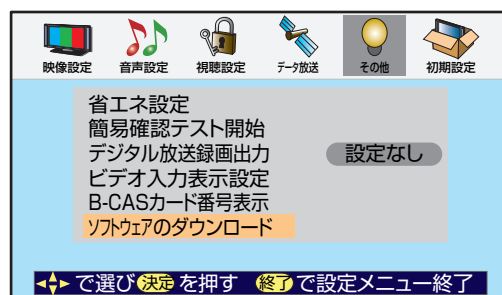 映像設定 音声設定 視聴設定 データ放送 その他 初期設定
省エネ設定
簡易確認テスト開始
デジタル放送録画出力 設定なし
ビデオ入力表示設定
B-CASカード番号表示
ソフトウェアのダウンロード
で選び 決定 を押す 終了 で設定メニュー終了